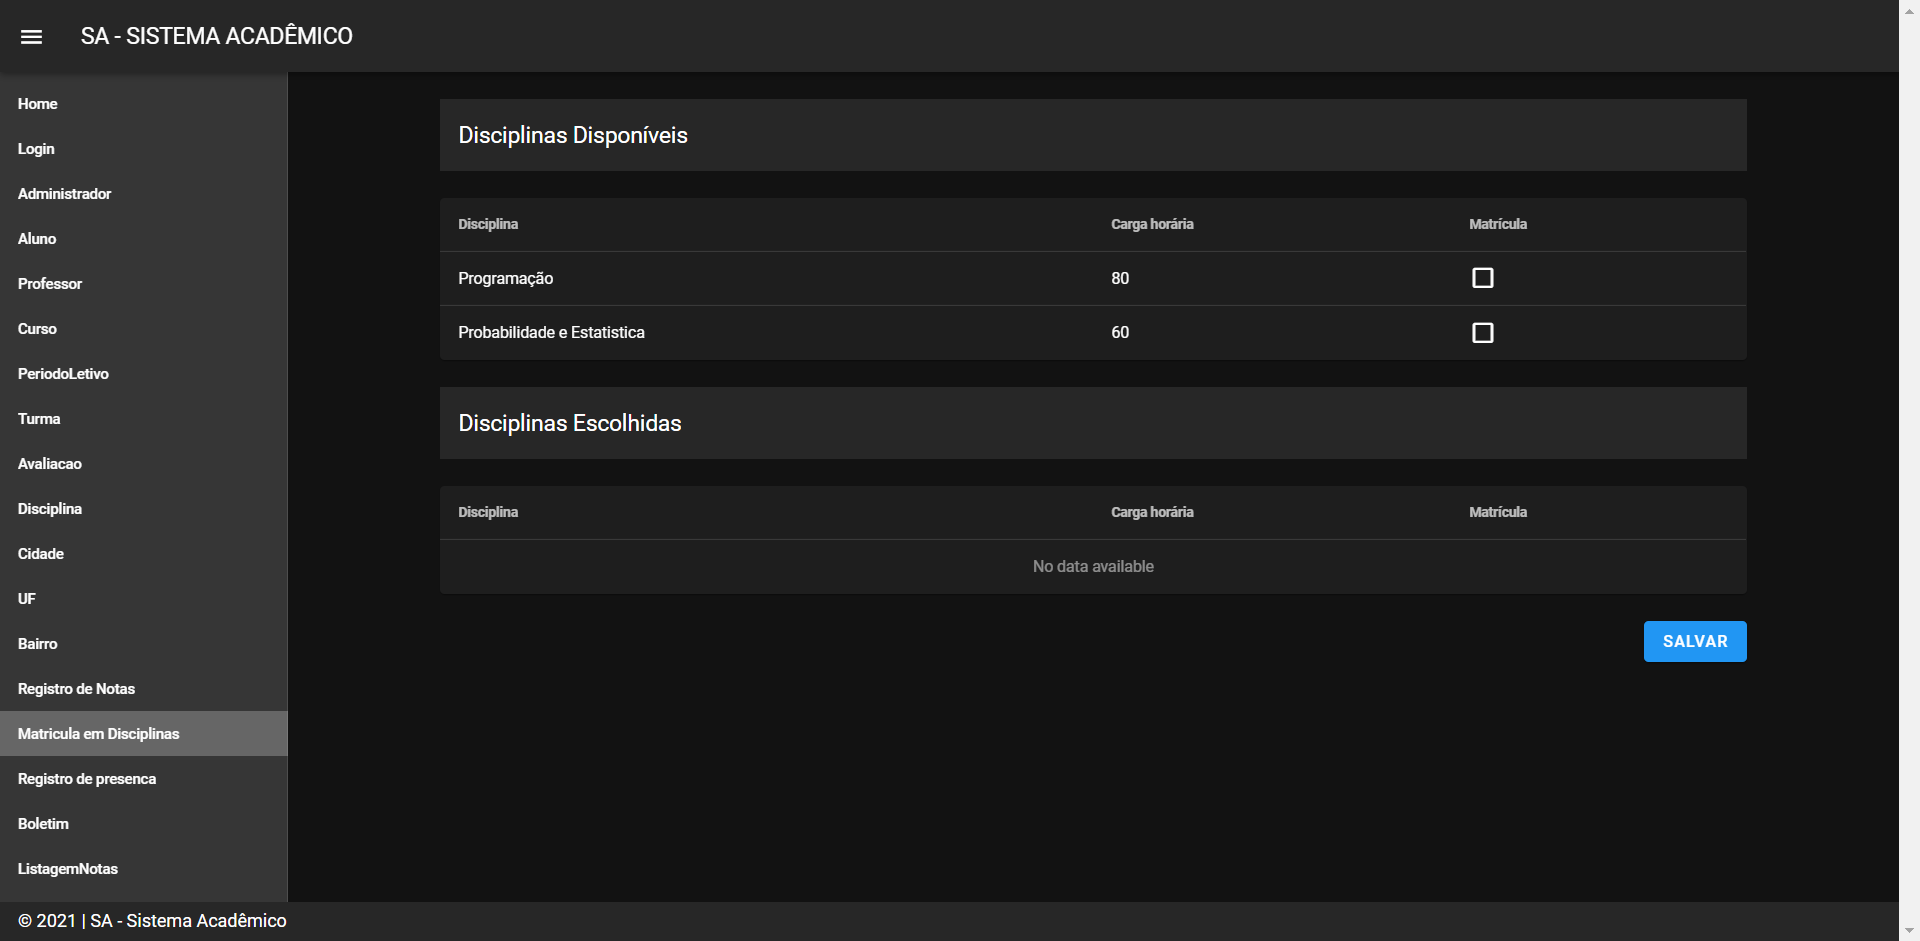 SA - SISTEMA ACADÊMICO
Home
Login
Administrador
Aluno
Professor
Curso
PeriodoLetivo
Turma
Avaliacao
Disciplina
Cidade
UF
Bairro
Registro de Notas
Matricula em Disciplinas
Registro de presenca
Boletim
ListagemNotas
Disciplinas Disponíveis
Disciplina Carga horária Matrícula
Programação 80
Probabilidade e Estatistica 60
Disciplinas Escolhidas
Disciplina Carga horária Matrícula
No data available
SALVAR
© 2021 | SA - Sistema Acadêmico